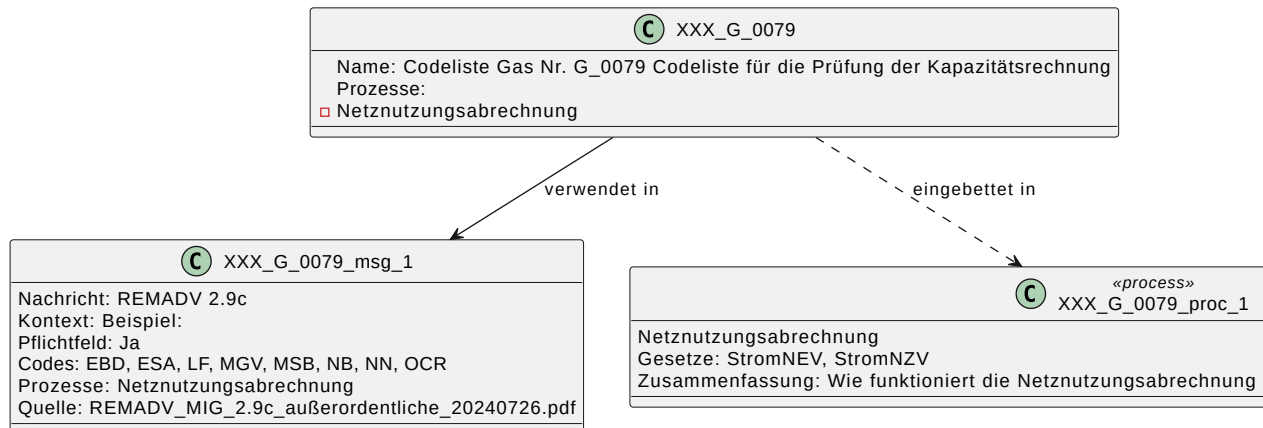 C XXX_G_0079
Name: Codeliste Gas Nr. G_0079 Codeliste für die Prüfung der Kapazitätsrechnung
Prozesse:
Netznutzungsabrechnung
verwendet in
eingebettet in
C XXX_G_0079_msg_1
Nachricht: REMADV 2.9c
Kontext: Beispiel:
Pflichtfeld: Ja
Codes: EBD, ESA, LF, MGV, MSB, NB, NN, OCR
Prozesse: Netznutzungsabrechnung
Quelle: REMADV_MIG_2.9c_außerordentliche_20240726.pdf
«process»
C XXX_G_0079_proc_1
Netznutzungsabrechnung
Gesetze: StromNEV, StromNZV
Zusammenfassung: Wie funktioniert die Netznutzungsabrechnung